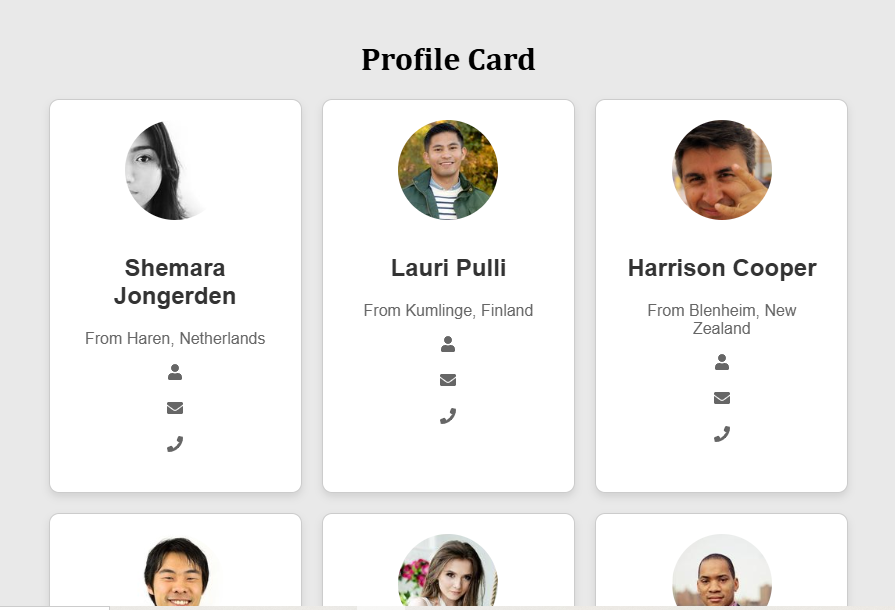 Profile Card
Shemara
Jongerden
From Haren, Netherlands
Lauri Pulli
From Kumlinge, Finland
Harrison Cooper
From Blenheim, New
Zealand